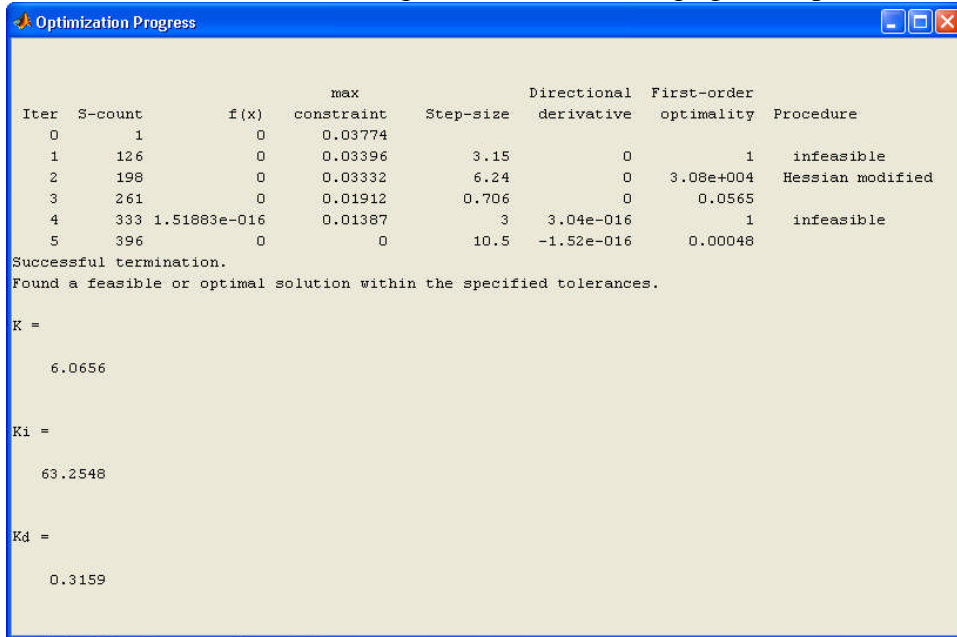 Optimization Progress
max Directional First-order
Iter S-count f(x) constraint Step-size derivative optimality Procedure
0 1 0 0.03774
1 126 0 0.03396 3.15 0 1 infeasible
2 198 0 0.03332 6.24 0 3.08e+004 Hessian modified
3 261 0 0.01912 0.706 0 0.0565
4 333 1.51883e-016 0.01387 3 3.04e-016 1 infeasible
5 396 0 0 10.5 -1.52e-016 0.00048
Successful termination.
Found a feasible or optimal solution within the specified tolerances.
K =
6.0656
Ki =
63.2548
Kd =
0.3159